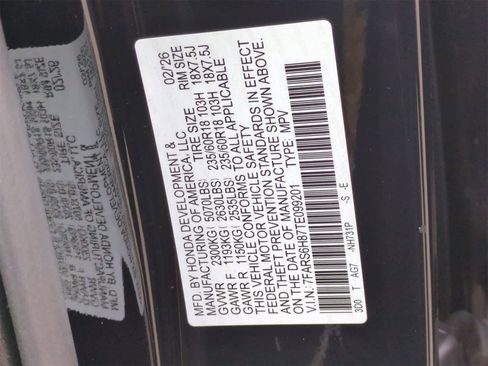 MFD. BY HONDA DEVELOPMENT & 02/26
MANUFACTURING OF AMERICA, LLC
TIRE SIZE RIM SIZE
GVWR 2300KG( 5070LBS) 235/60R18 103H 18X7.5J
GAWR F 1193KG( 2630LBS) 235/60R18 103H 18X7.5J
GAWR R 1150KG( 2535LBS)
THIS VEHICLE CONFORMS TO ALL APPLICABLE
FEDERAL MOTOR VEHICLE SAFETY
AND THEFT PREVENTION STANDARDS IN EFFECT
ON THE DATE OF MANUFACTURE SHOWN ABOVE.
V.I.N: 7FARS6H87TE099201 TYPE: MPV
3D0 T AG7 -NH731P -S -E